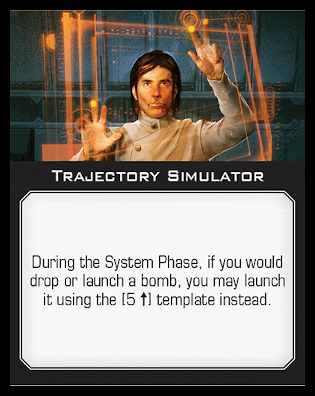 Trajectory Simulator
During the System Phase, if you would
drop or launch a bomb, you may launch
it using the [5 ⬆] template instead.